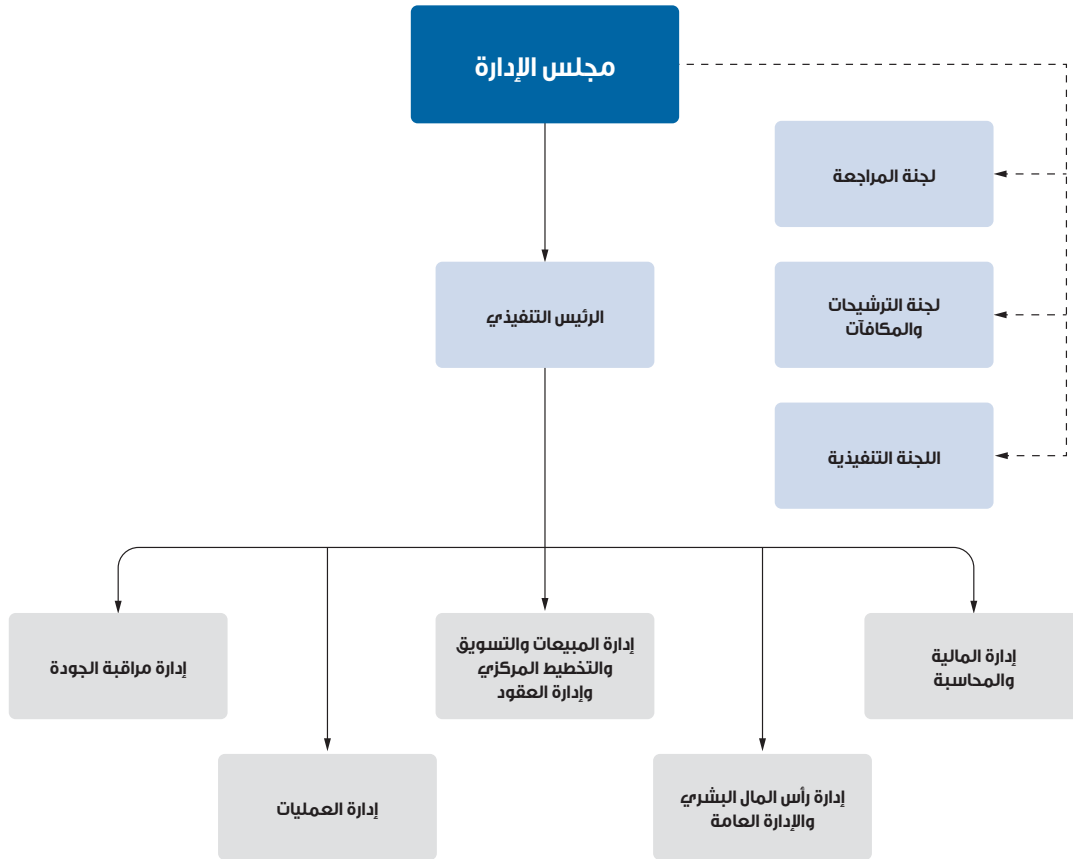 مجلس الإدارة
لجنة المراجعة
الرئيس التنفيذي
لجنة الترشيحات
والمكافآت
اللجنة التنفيذية
إدارة المالية
والمحاسبة
إدارة المبيعات والتسويق
والتخطيط المركزي
وإدارة العقود
إدارة مراقبة الجودة
إدارة رأس المال البشري
والإدارة العامة
إدارة العمليات